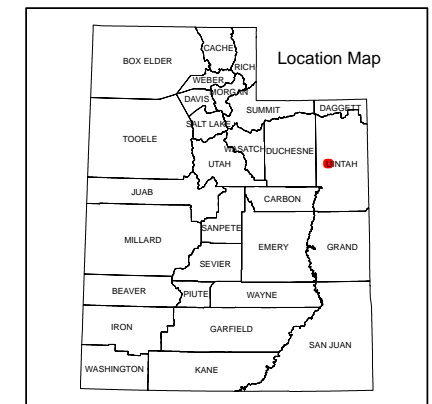 Location Map
CACHE
BOX ELDER
RICH
WEBER
MORGAN
DAVIS
SUMMIT
DAGGETT
SALT LAKE
TOOELE
WASATCH
DUCHESNE
UTAH
UINTAH
JUAB
CARBON
SANPETE
MILLARD
EMERY
GRAND
SEVIER
BEAVER
PIUTE
WAYNE
IRON
GARFIELD
SAN JUAN
WASHINGTON
KANE